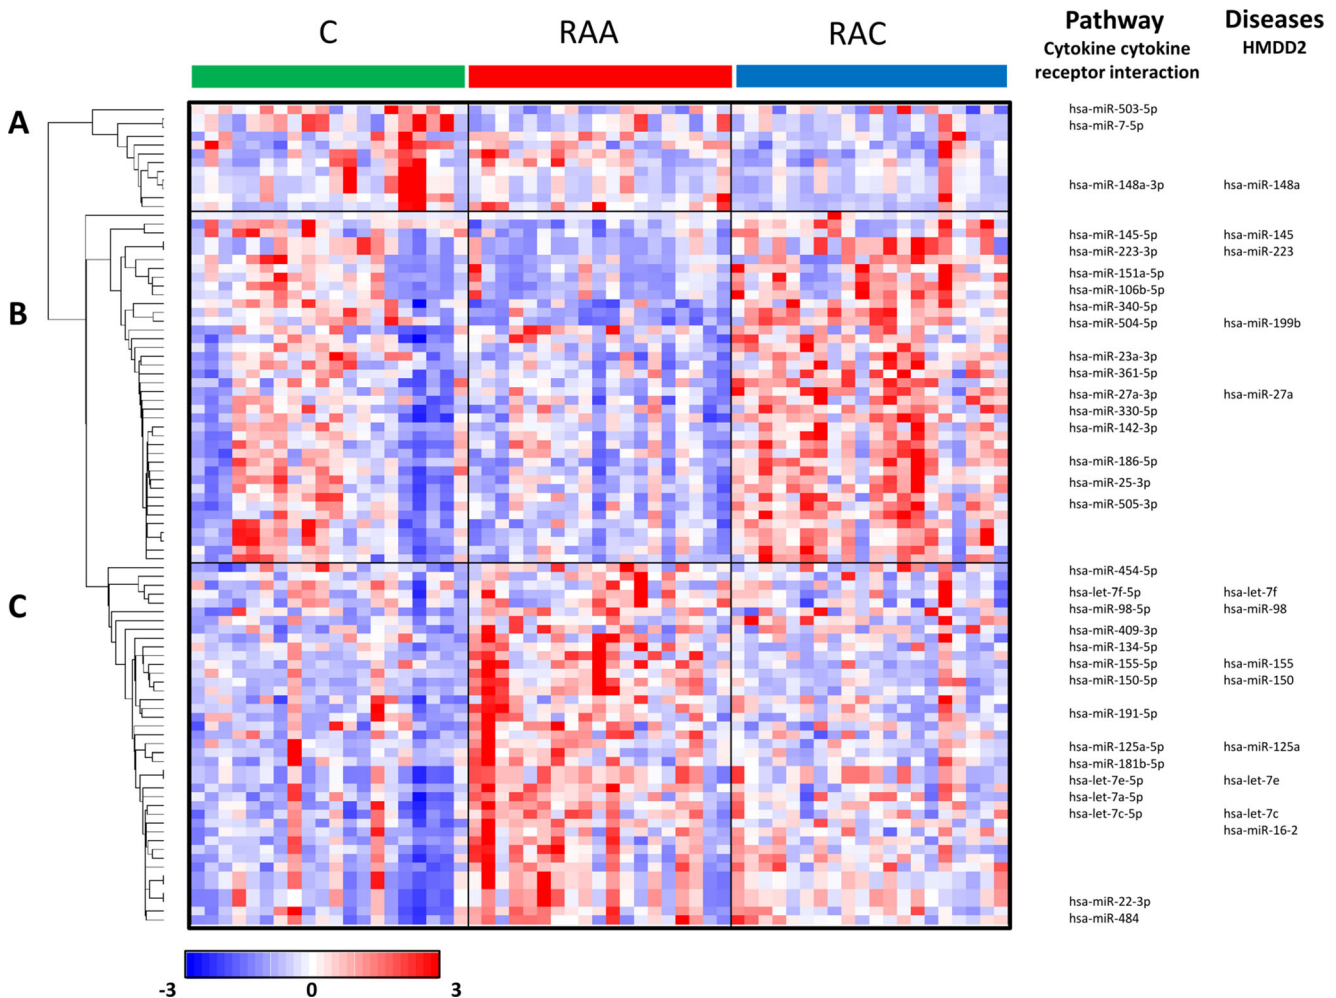 C RAA RAC Pathway Diseases
Cytokine cytokine HMDD2
receptor interaction
A
hsa-miR-503-5p
hsa-miR-7-5p
hsa-miR-148a-3p hsa-miR-148a
B
hsa-miR-145-5p hsa-miR-145
hsa-miR-223-3p hsa-miR-223
hsa-miR-151a-5p
hsa-miR-106b-5p
hsa-miR-340-5p
hsa-miR-504-5p hsa-miR-199b
hsa-miR-23a-3p
hsa-miR-361-5p
hsa-miR-27a-3p hsa-miR-27a
hsa-miR-330-5p
hsa-miR-142-3p
hsa-miR-186-5p
hsa-miR-25-3p
hsa-miR-505-3p
C
hsa-miR-454-5p
hsa-let-7f-5p hsa-let-7f
hsa-miR-98-5p hsa-miR-98
hsa-miR-409-3p
hsa-miR-134-5p
hsa-miR-155-5p hsa-miR-155
hsa-miR-150-5p hsa-miR-150
hsa-miR-191-5p
hsa-miR-125a-5p hsa-miR-125a
hsa-miR-181b-5p
hsa-let-7e-5p hsa-let-7e
hsa-let-7a-5p
hsa-let-7c-5p hsa-let-7c
hsa-miR-16-2
hsa-miR-22-3p
hsa-miR-484
-3 0 3